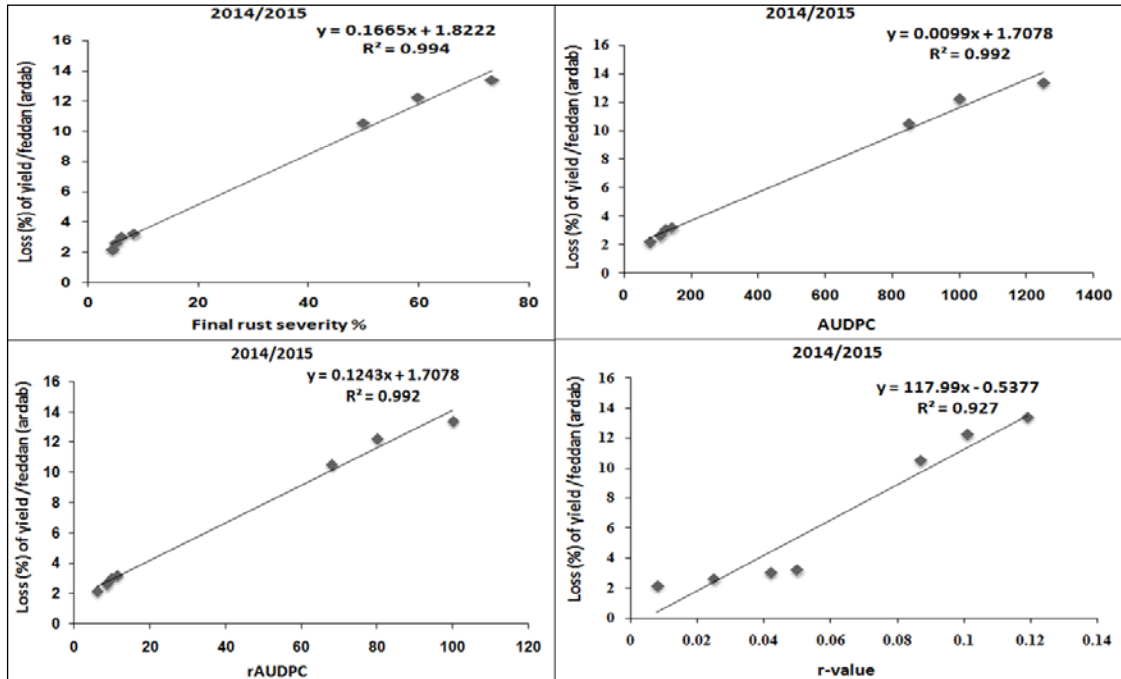 2014/2015
y = 0.1665x + 1.8222
R² = 0.994
Loss (%) of yield /feddan (ardab)
16
14
12
10
8
6
4
2
0
0 20 40 60 80
Final rust severity %
2014/2015
y = 0.0099x + 1.7078
R² = 0.992
Loss (%) of yield /feddan (ardab)
16
14
12
10
8
6
4
2
0
0 200 400 600 800 1000 1200 1400
AUDPC
2014/2015
y = 0.1243x + 1.7078
R² = 0.992
Loss (%) of yield /feddan (ardab)
16
14
12
10
8
6
4
2
0
0 20 40 60 80 100 120
rAUDPC
2014/2015
y = 117.99x - 0.5377
R² = 0.927
Loss (%) of yield /feddan (ardab)
16
14
12
10
8
6
4
2
0
0 0.02 0.04 0.06 0.08 0.1 0.12 0.14
r-value